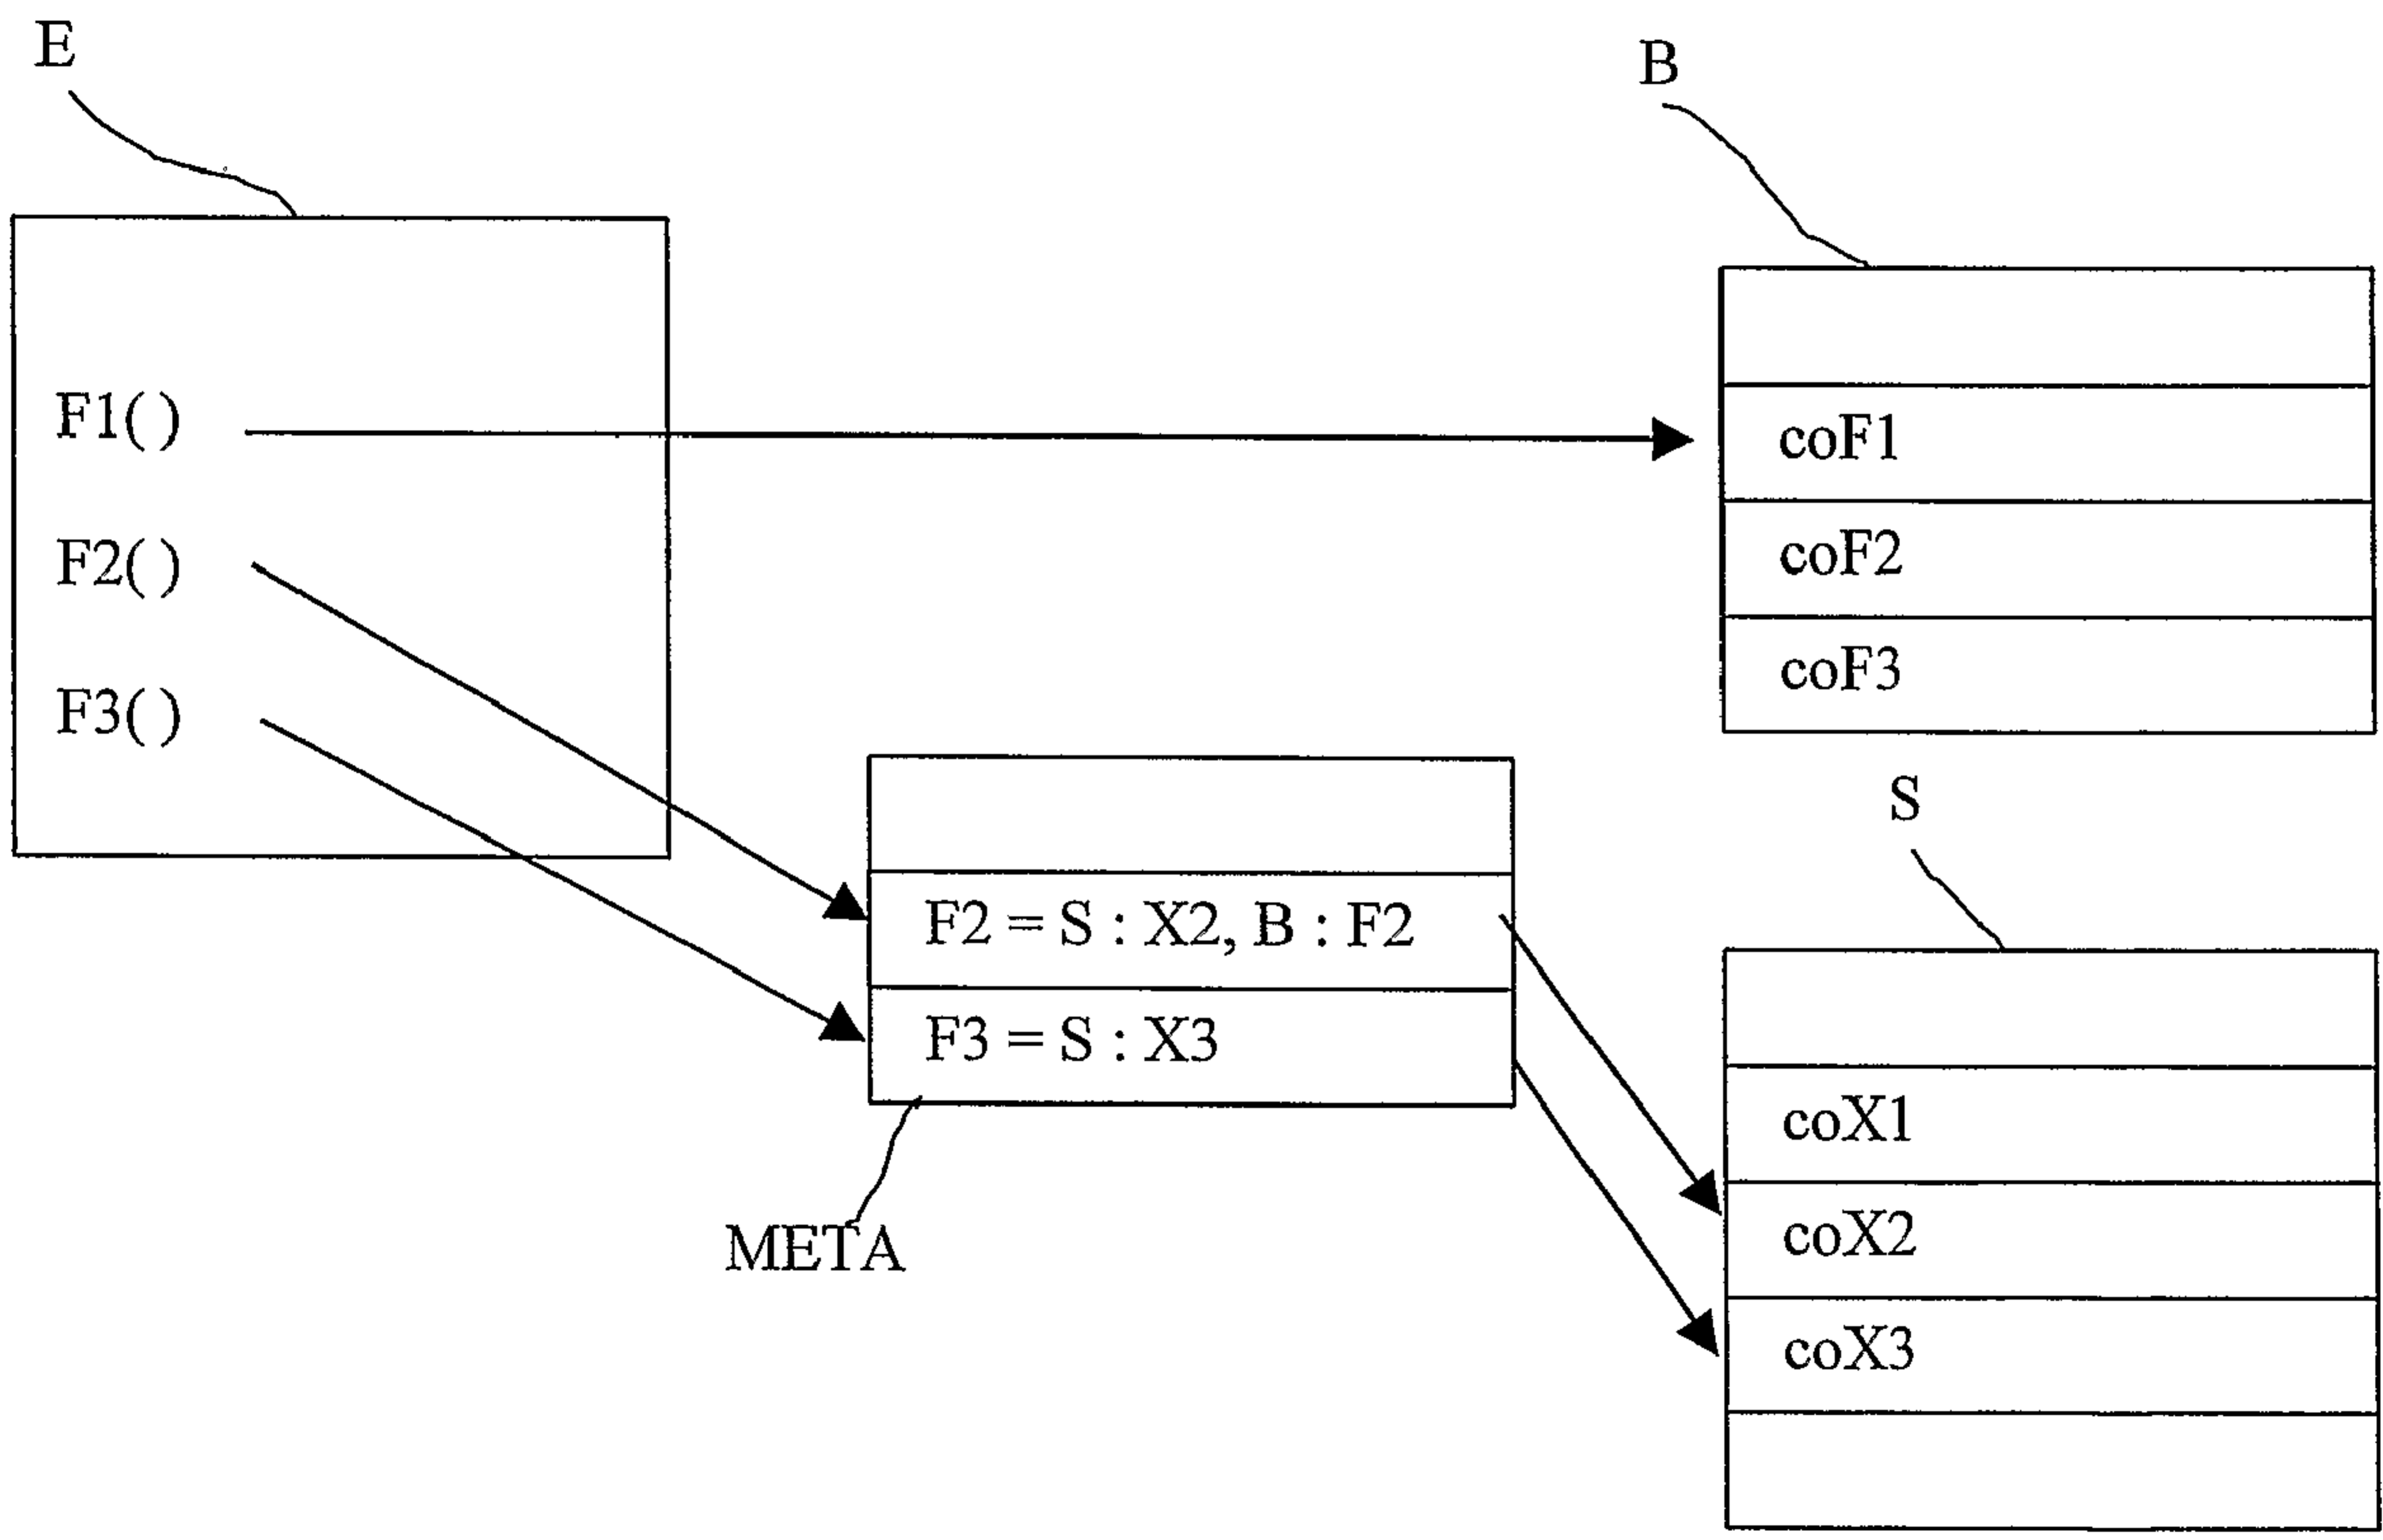 E
B
F1( )
coF1
F2( )
coF2
F3( )
coF3
S
F2 = S : X2, B : F2
F3 = S : X3
coX1
META
coX2
coX3